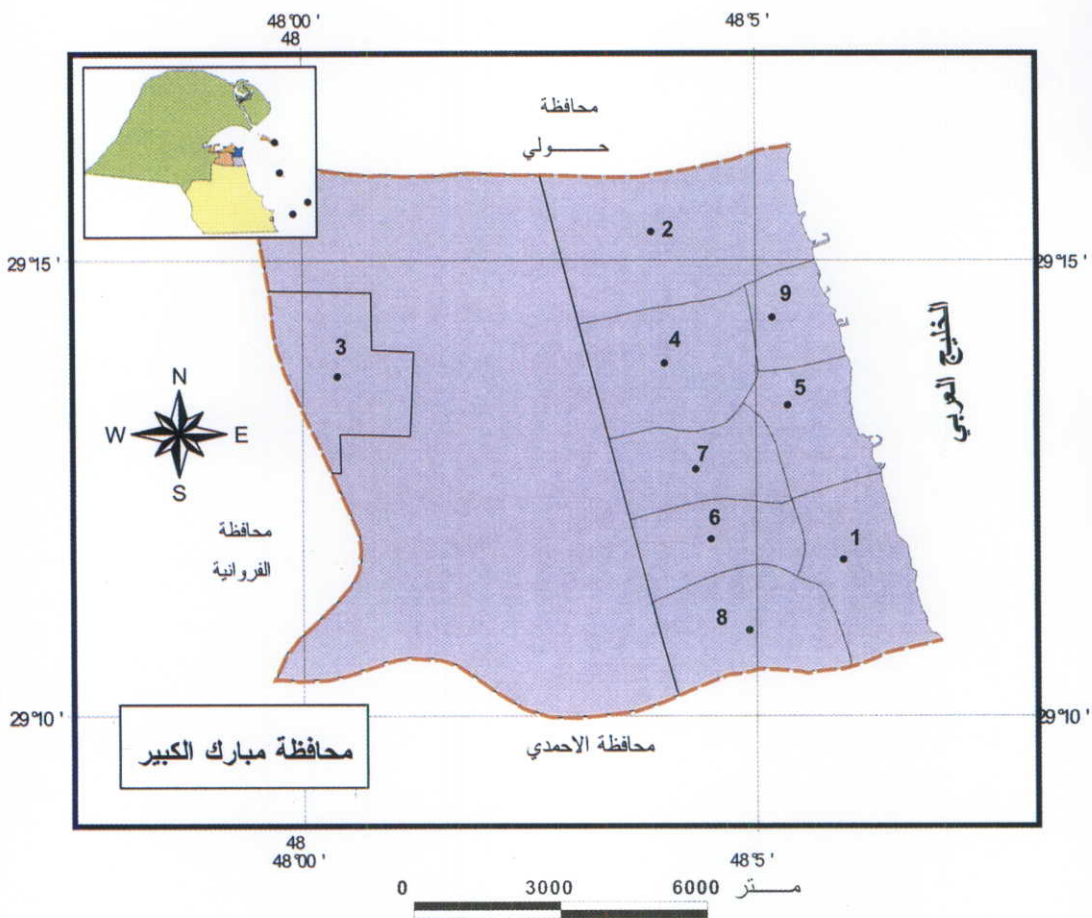 48°00'
48
48°5'
محافظة
حـــولي
29°15'
29°15'
2
9
الخليج العربي
3
4
5
N
W
E
S
7
6
1
محافظة
الفروانية
8
29°10'
29°10'
محافظة مبارك الكبير
محافظة الاحمدي
48
48°00'
48°5'
0
3000
6000
متـــر